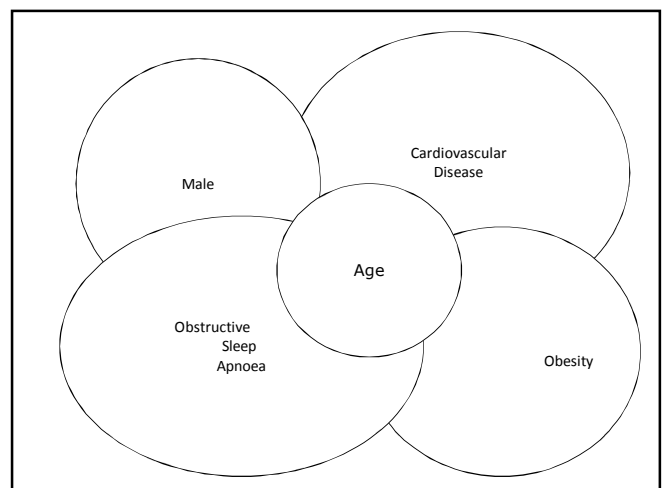 Cardiovascular
Disease
Male
Age
Obstructive
Sleep
Apnoea
Obesity